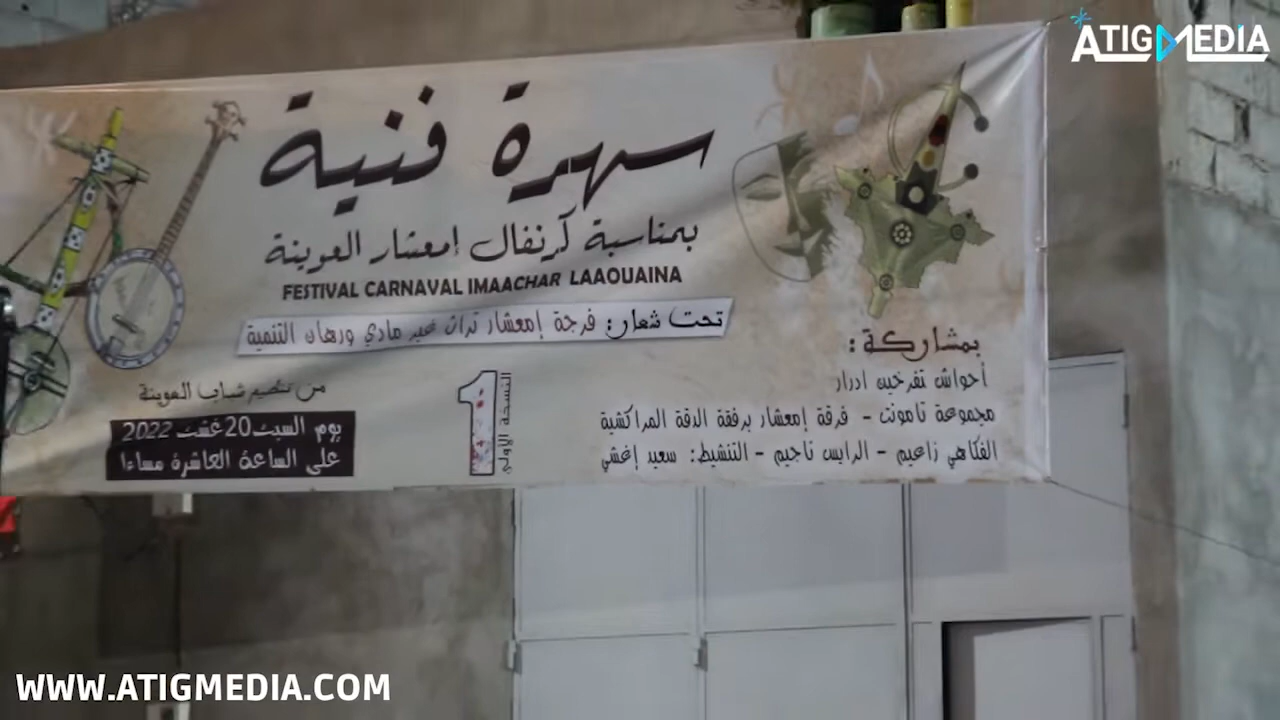 ATIGMEDIA
سهرة فنية
بمناسبة كرنفال إمعشار العوينة
FESTIVAL CARNAVAL IMAACHAR LAAOUAINA
تحت شعار: فرجة إمعشار تراث غير مادي ورهان التنمية
من تنظيم شباب العوينة
يوم السبت 20 غشت 2022
على الساعة العاشرة مساءا
1
النسخة الأولى
بمشاركة:
أحواش تفرخين ادرار
مجموعة تامونت - فرقة إمعشار برفقة الدقة المراكشية
الفكاهي زاعيم - الرايس ناجيم - التنشيط: سعيد إغشي
WWW.ATIGMEDIA.COM